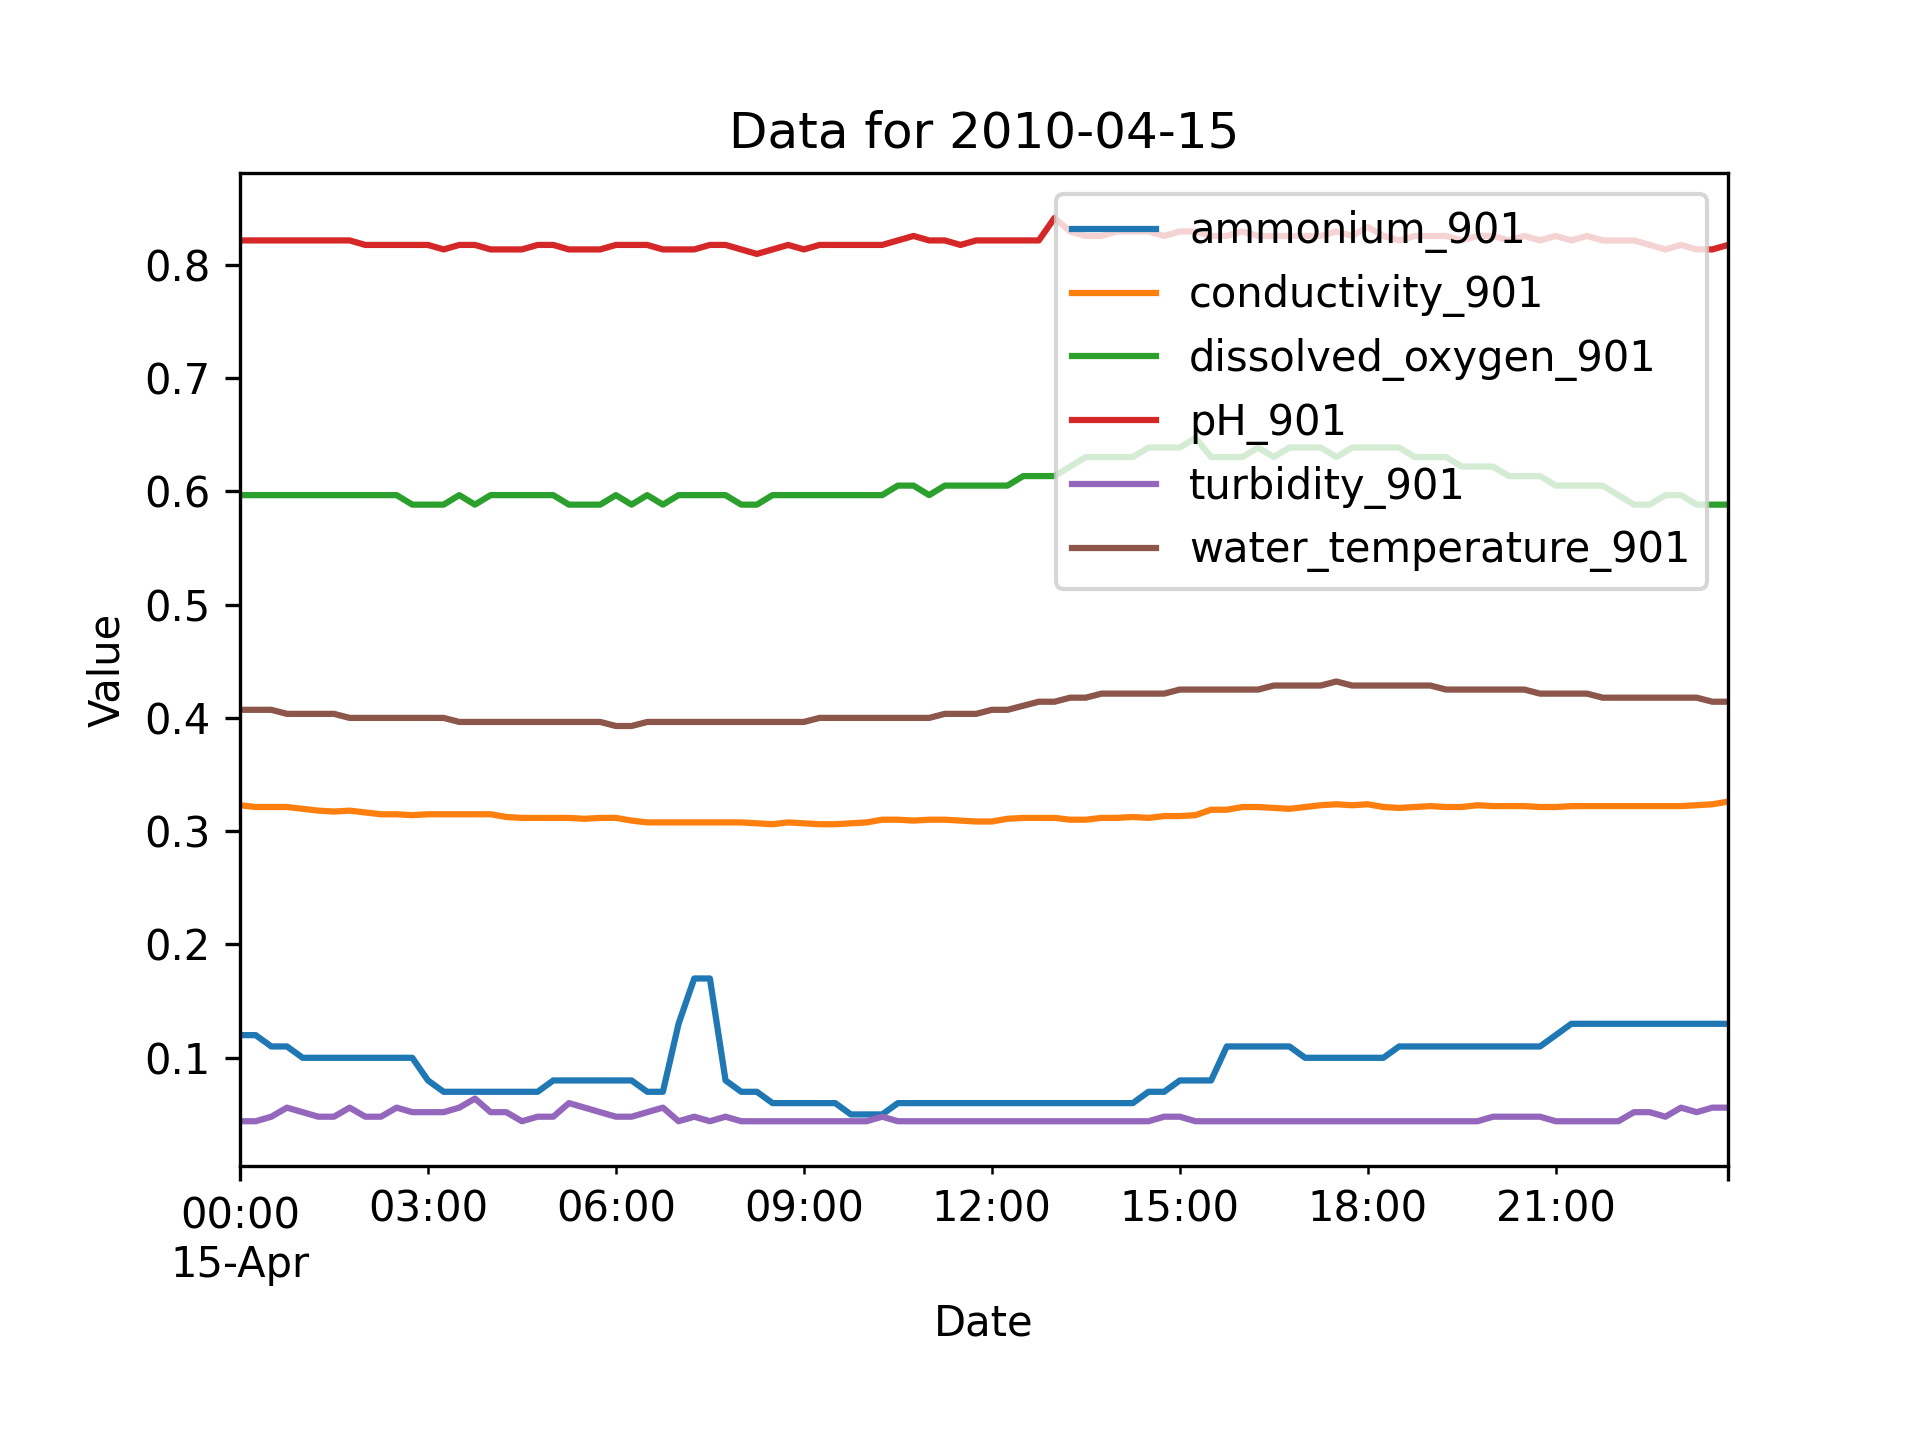 Data for 2010-04-15
ammonium_901
conductivity_901
dissolved_oxygen_901
pH_901
turbidity_901
water_temperature_901
0.8
0.7
0.6
0.5
0.4
0.3
0.2
0.1
Value
00:00 03:00 06:00 09:00 12:00 15:00 18:00 21:00
15-Apr
Date